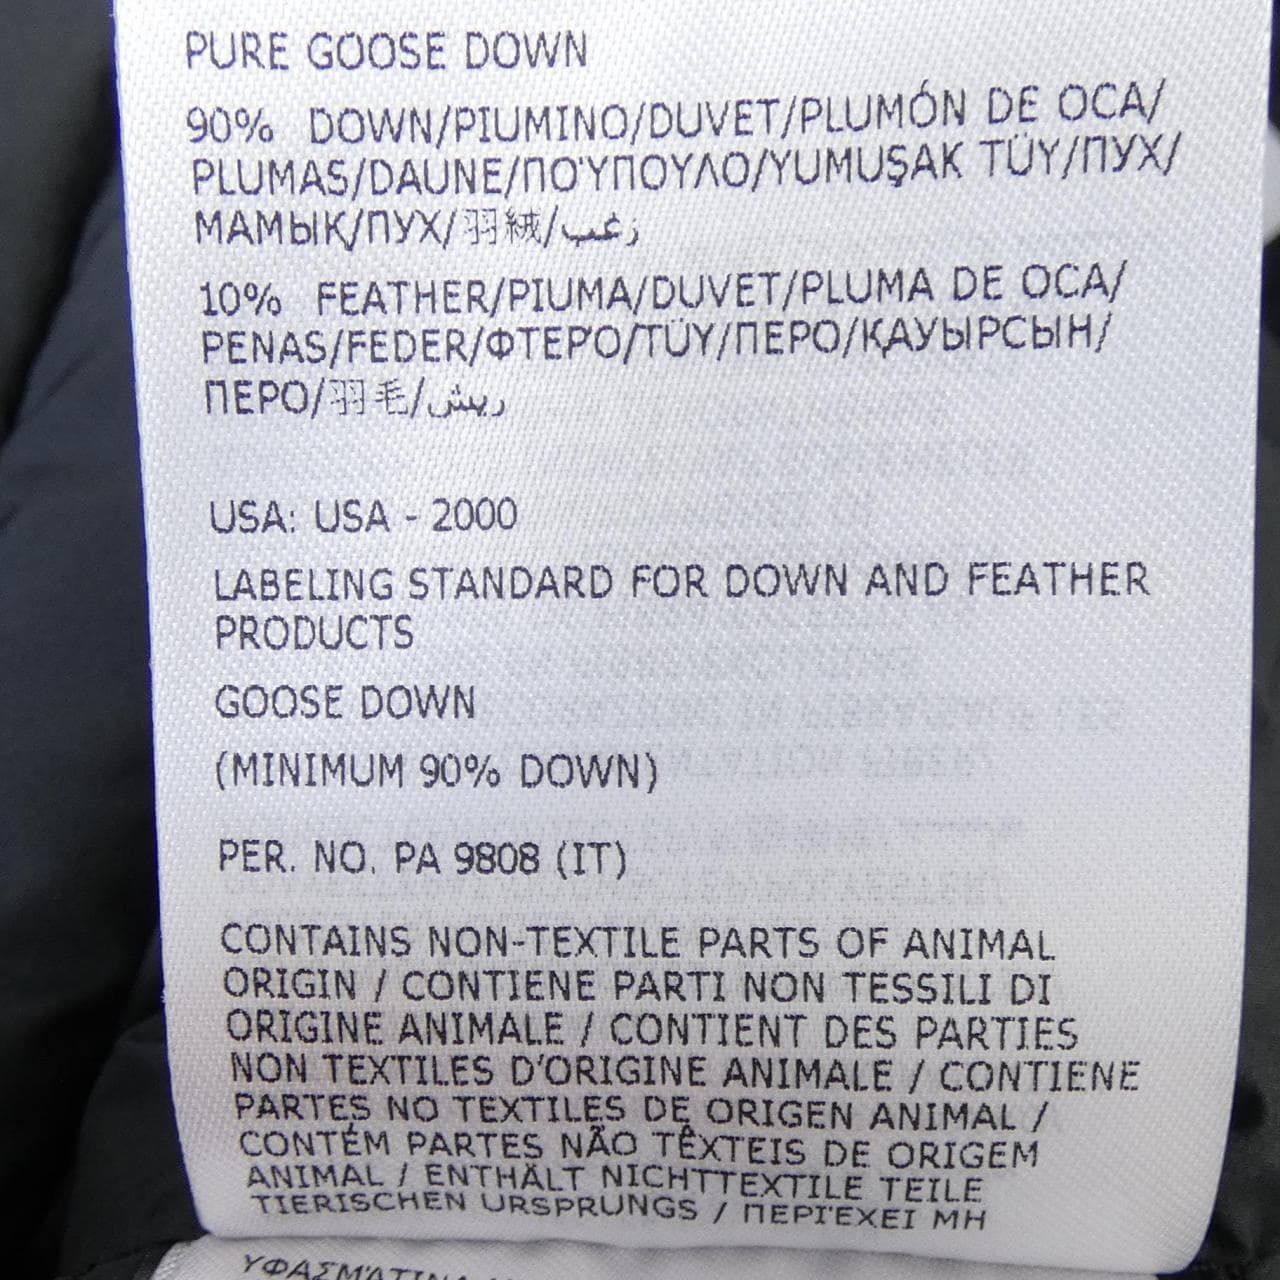 PURE GOOSE DOWN
90% DOWN/PIUMINO/DUVET/PLUMÓN DE OCA/
PLUMAS/DAUNE/ΠΟΎΠΟΥΛΟ/YUMUŞAK TÜY/ПУХ/
МАМЫҚ/ПУХ/羽絨/زغب
10% FEATHER/PIUMA/DUVET/PLUMA DE OCA/
PENAS/FEDER/ΦΤΕΡΌ/TÜY/ПЕРО/ҚАУЫРСЫН/
ПЕРО/羽毛/ريش
USA: USA - 2000
LABELING STANDARD FOR DOWN AND FEATHER
PRODUCTS
GOOSE DOWN
(MINIMUM 90% DOWN)
PER. NO. PA 9808 (IT)
CONTAINS NON-TEXTILE PARTS OF ANIMAL
ORIGIN / CONTIENE PARTI NON TESSILI DI
ORIGINE ANIMALE / CONTIENT DES PARTIES
NON TEXTILES D'ORIGINE ANIMALE / CONTIENE
PARTES NO TEXTILES DE ORIGEN ANIMAL /
CONTÉM PARTES NÃO TÊXTEIS DE ORIGEM
ANIMAL / ENTHÄLT NICHTTEXTILE TEILE
TIERISCHEN URSPRUNGS / ΠΕΡΙΈΧΕΙ ΜΗ